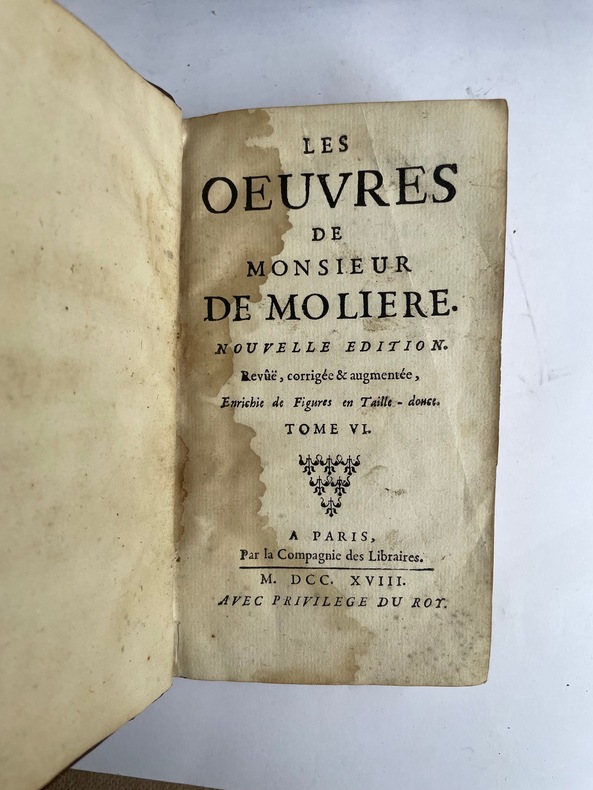 LES
OEUVRES
DE
MONSIEUR
DE MOLIERE.
NOUVELLE EDITION.
Revûë, corrigée & augmentée,
Enrichie de Figures en Taille-douce.
TOME VI.
A PARIS,
Par la Compagnie des Libraires.
M. DCC. XVIII.
AVEC PRIVILEGE DU ROY.